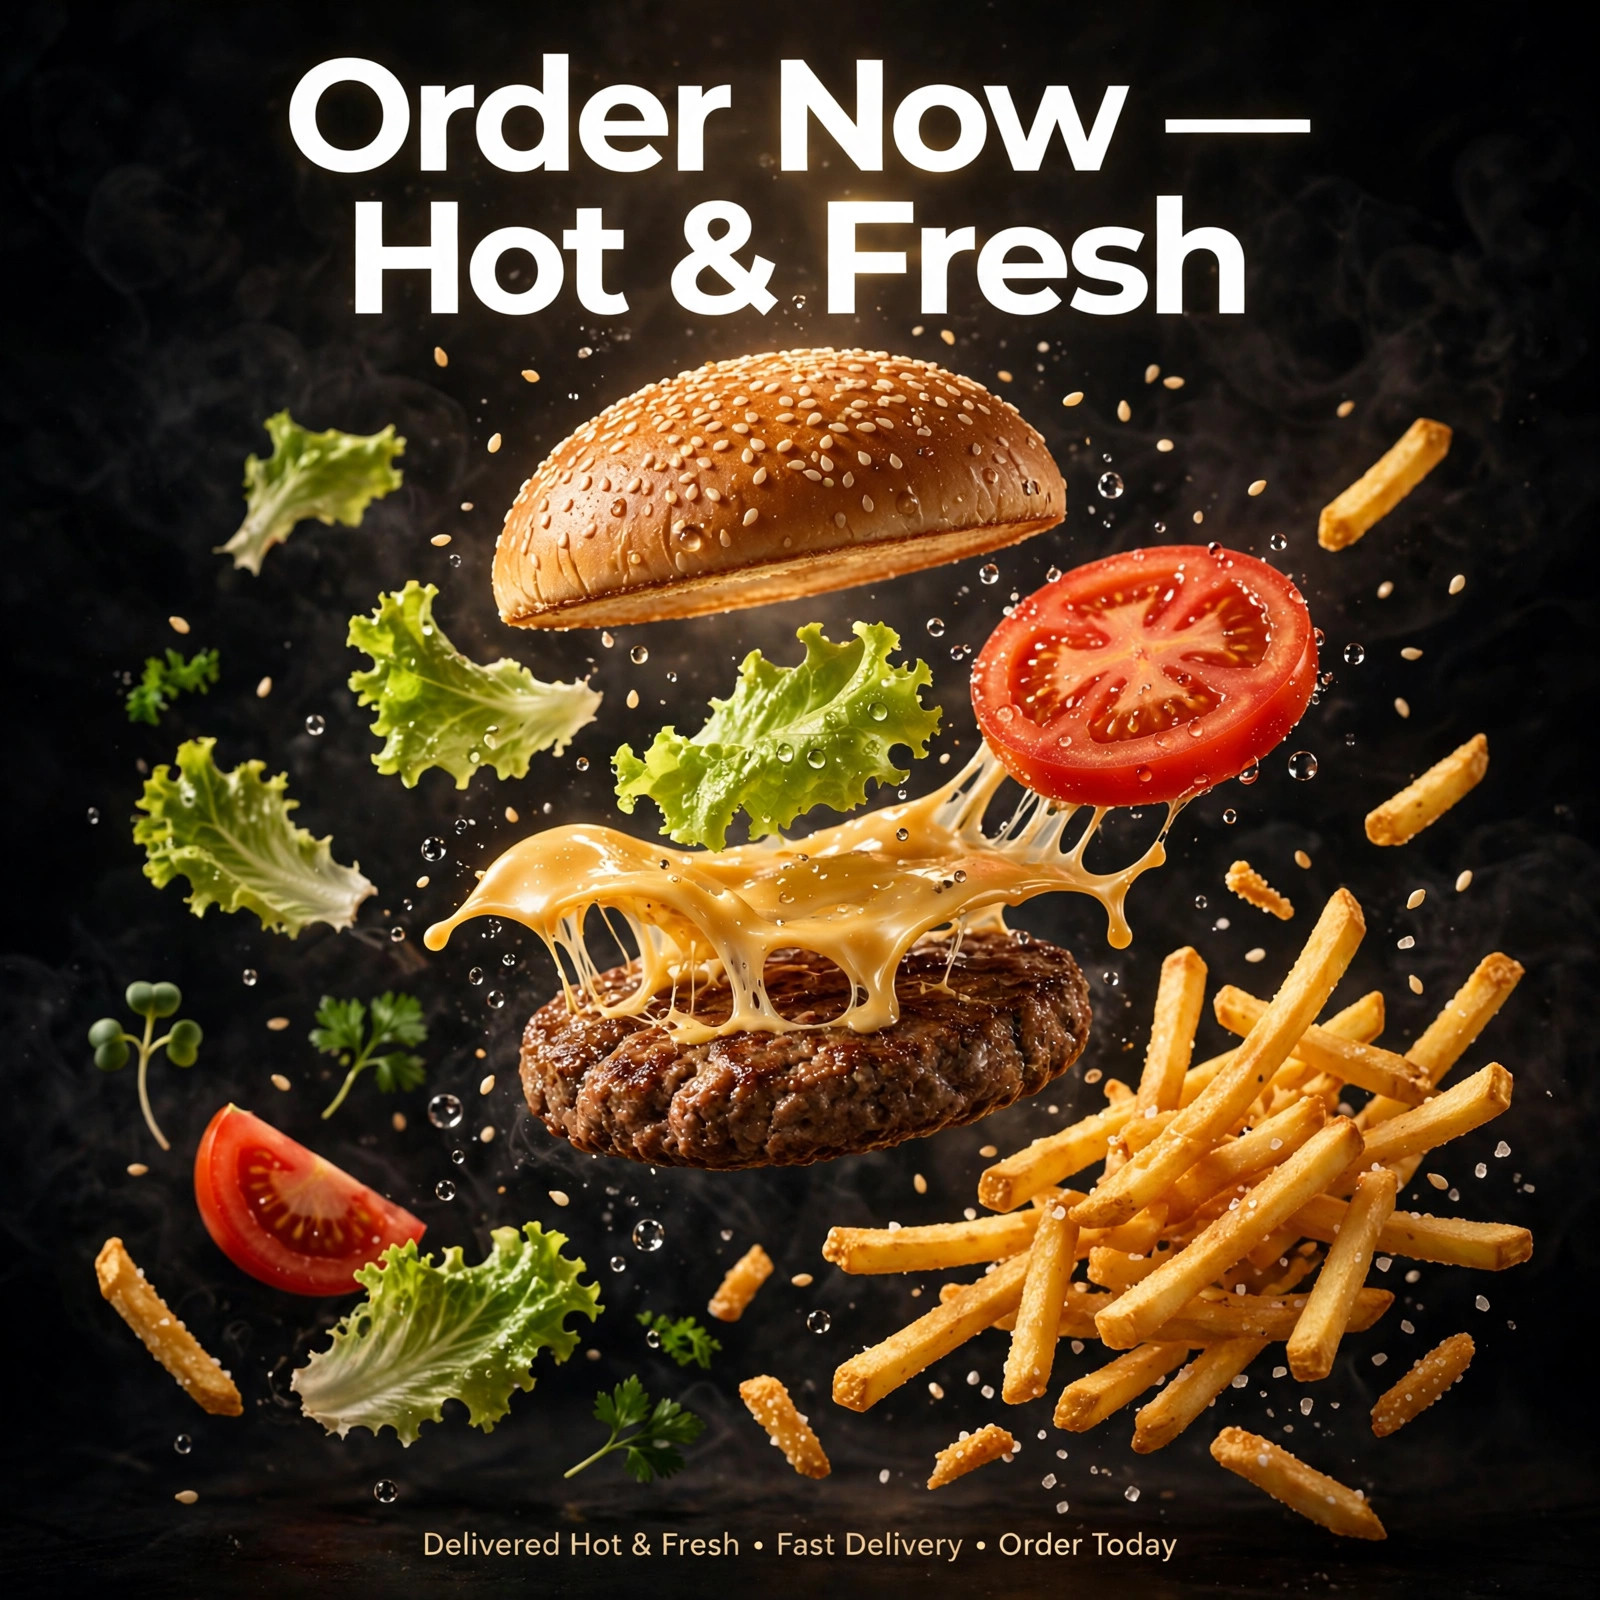 Order Now —
Hot & Fresh
Delivered Hot & Fresh • Fast Delivery • Order Today